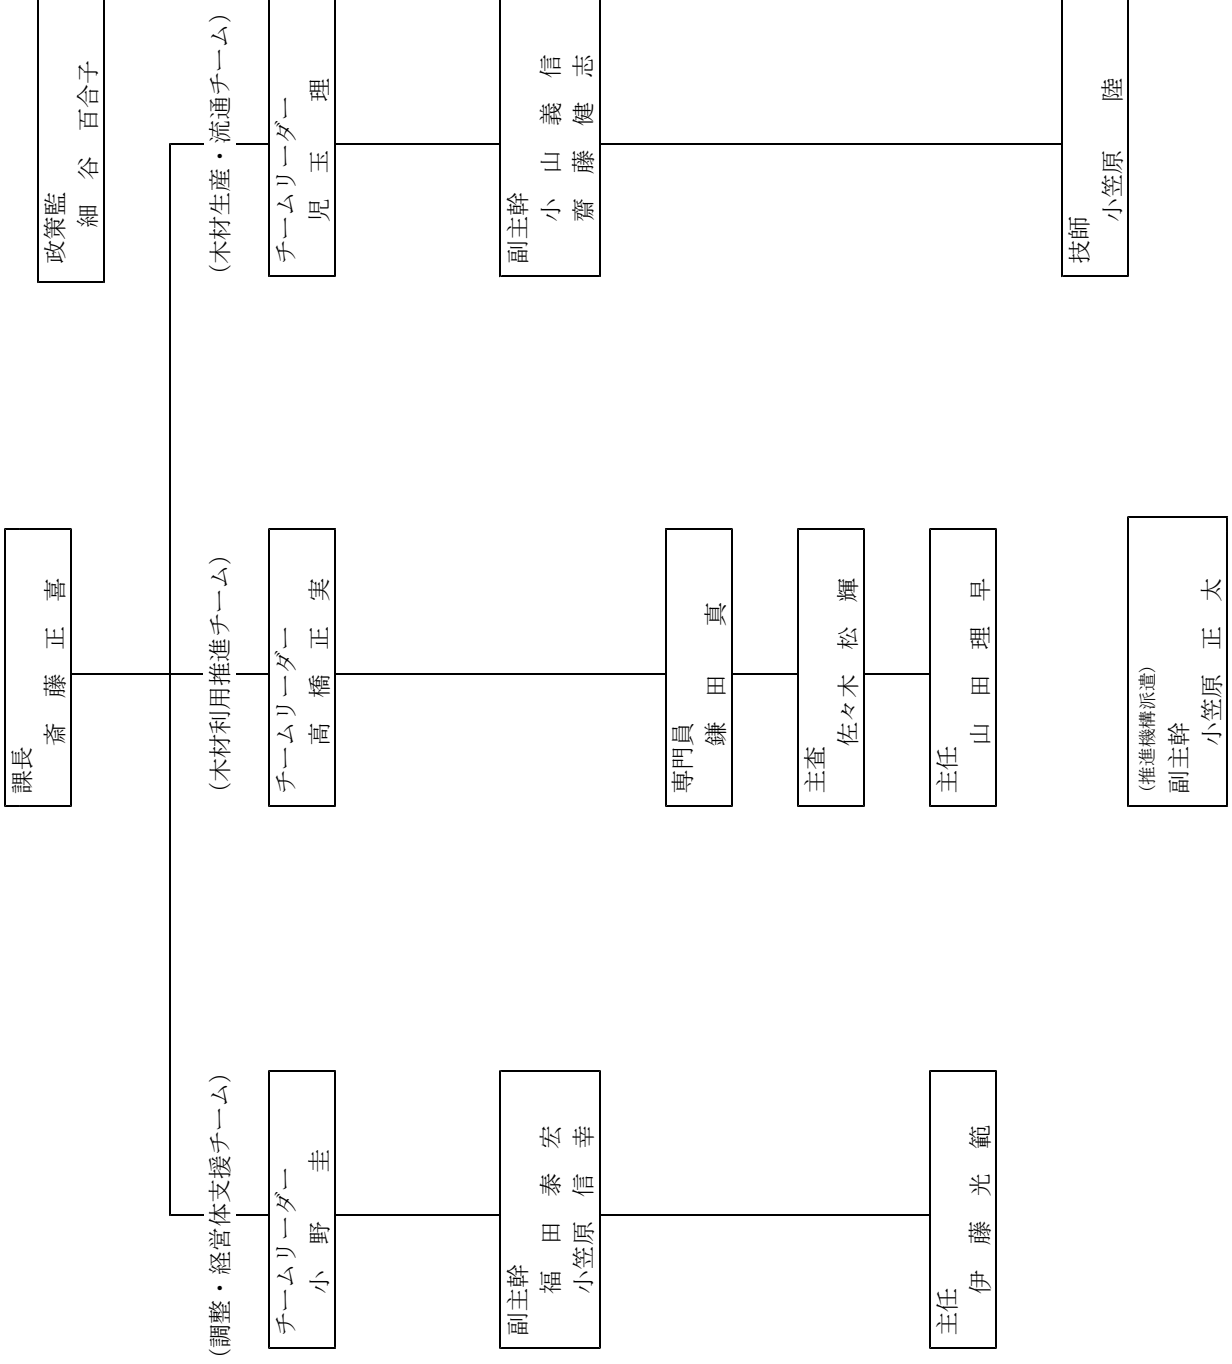 課長
斎藤正喜
政策監
細谷百合子
（調整・経営体支援チーム）
チームリーダー
小野圭
副主幹
福田泰宏
小笠原信幸
主任
伊藤光範
（木材利用推進チーム）
チームリーダー
高橋正実
専門員
鎌田真
主査
佐々木松輝
主任
山田理早
（推進機構派遣）
副主幹
小笠原正太
（木材生産・流通チーム）
チームリーダー
児玉理
副主幹
小山義信
齋藤健志
技師
小笠原陸